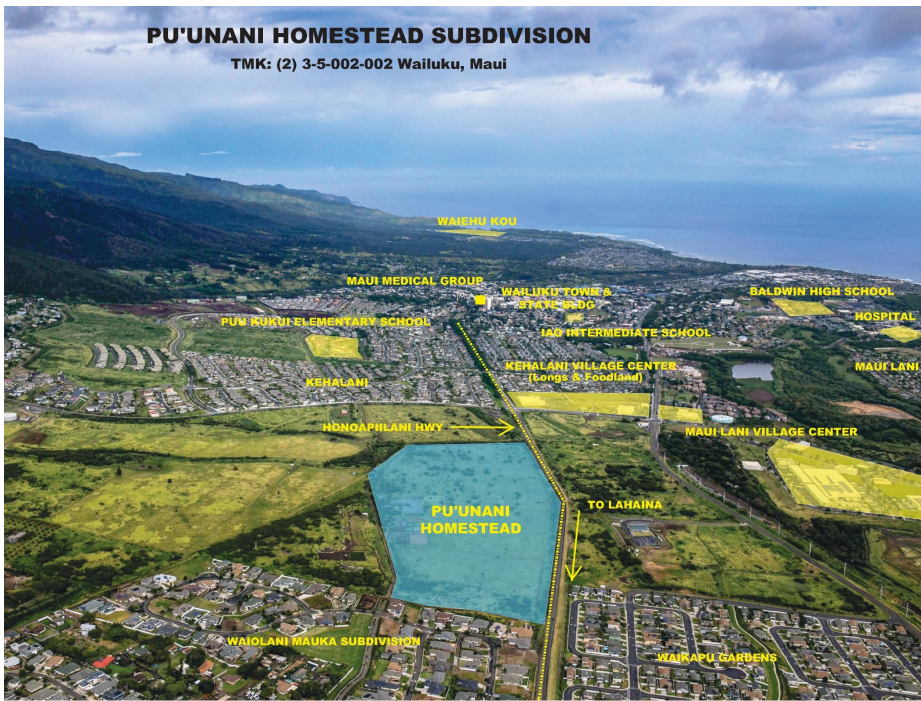 PU'UNANI HOMESTEAD SUBDIVISION
TMK: (2) 3-5-002-002 Wailuku, Maui
WAIEHU KOU
MAUI MEDICAL GROUP
WAILUKU TOWN &
STATE BLDG
BALDWIN HIGH SCHOOL
HOSPITAL
PUU KUKUI ELEMENTARY SCHOOL
IAO INTERMEDIATE SCHOOL
KEHALANI VILLAGE CENTER
(Longs & Foodland)
MAUI LANI
KEHALANI
HONOAPIILANI HWY
MAUI LANI VILLAGE CENTER
PU'UNANI
HOMESTEAD
TO LAHAINA
WAIOLANI MAUKA SUBDIVISION
WAIKAPU GARDENS